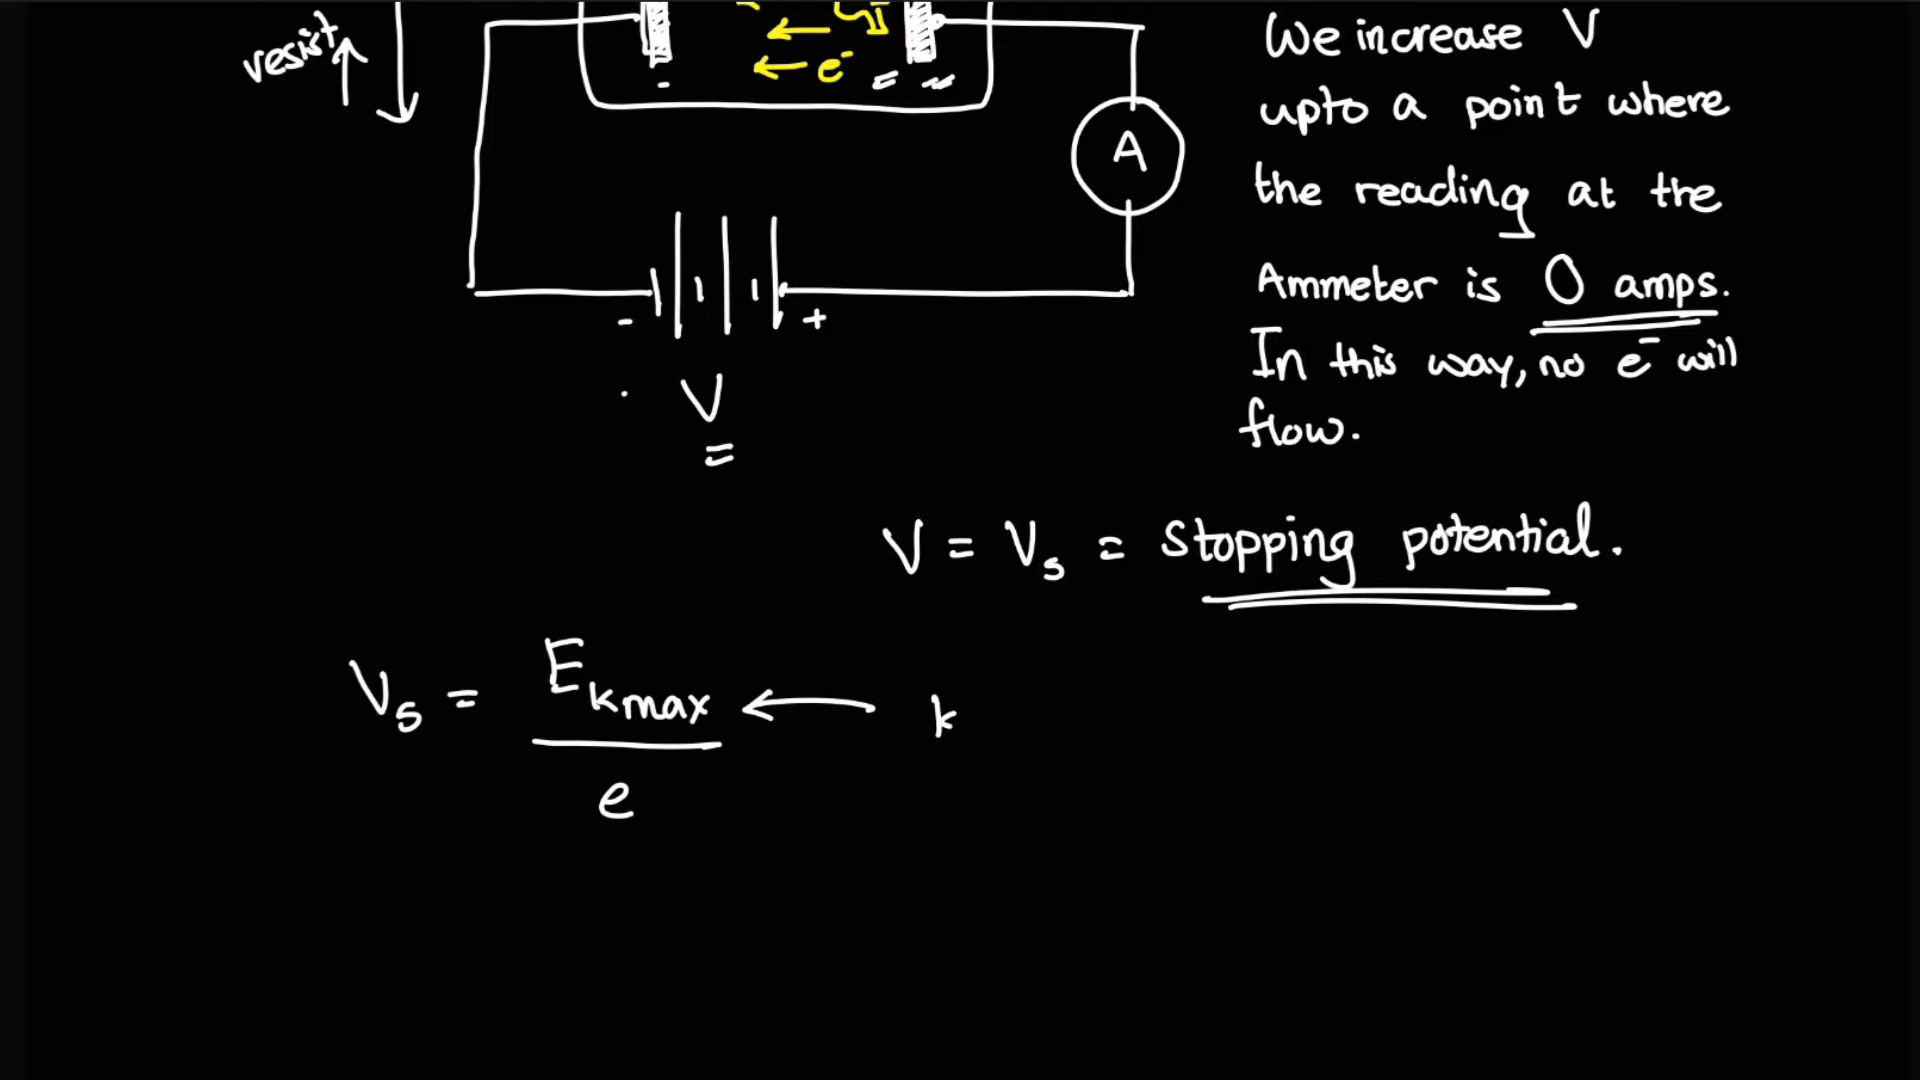 resist
e⁻
-
= =
A
- +
V
=
We increase V
upto a point where
the reading at the
Ammeter is 0 amps.
In this way, no e⁻ will
flow.
V = Vs = Stopping potential.
Vs = Ekmax ← k
e